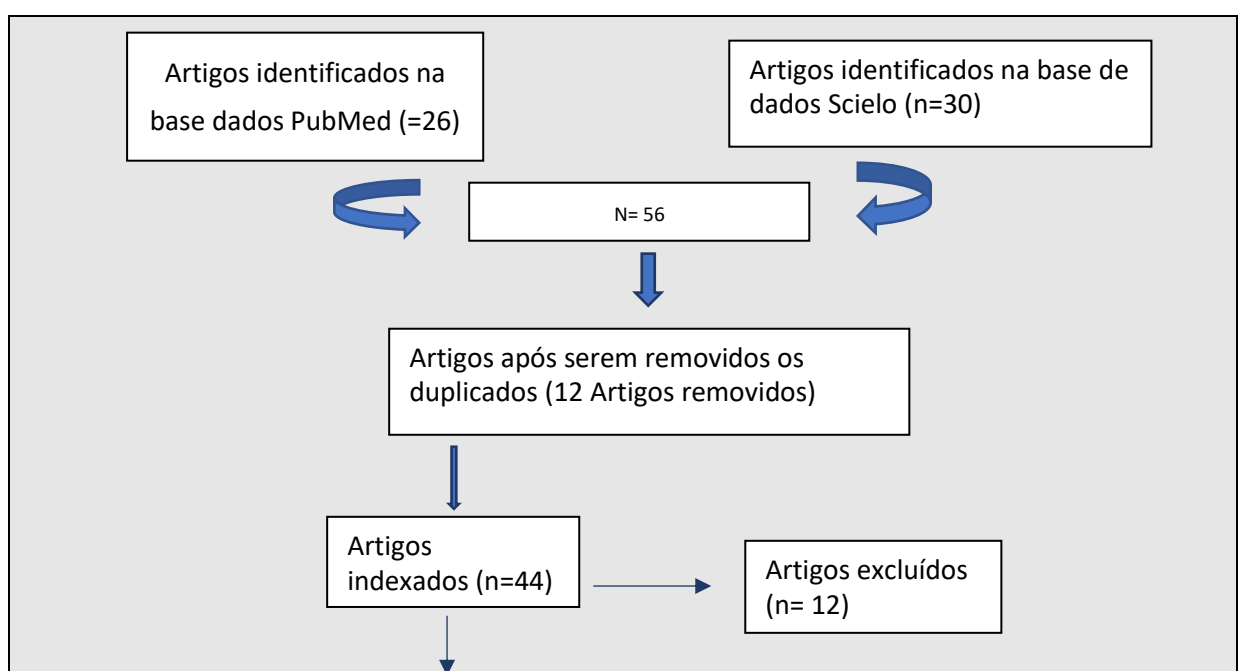 Artigos identificados na
base dados PubMed (=26)
Artigos identificados na base de
dados Scielo (n=30)
N= 56
Artigos após serem removidos os
duplicados (12 Artigos removidos)
Artigos
indexados (n=44)
Artigos excluídos
(n= 12)